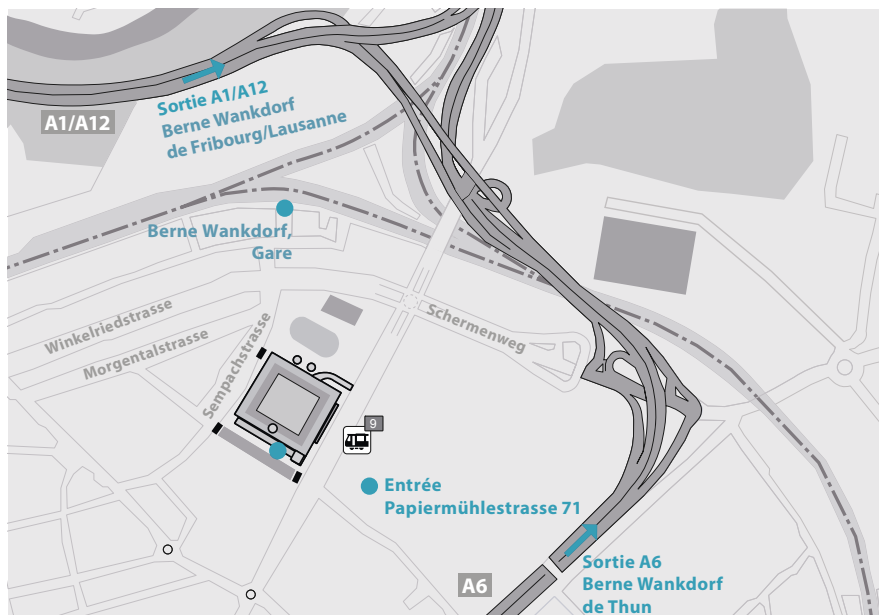 Sortie A1/A12
Berne Wankdorf
de Fribourg/Lausanne
A1/A12
Berne Wankdorf,
Gare
Winkelriedstrasse
Morgentalstrasse
Sempachstrasse
Schermenweg
9
Entrée
Papiermühlestrasse 71
Sortie A6
Berne Wankdorf
de Thun
A6